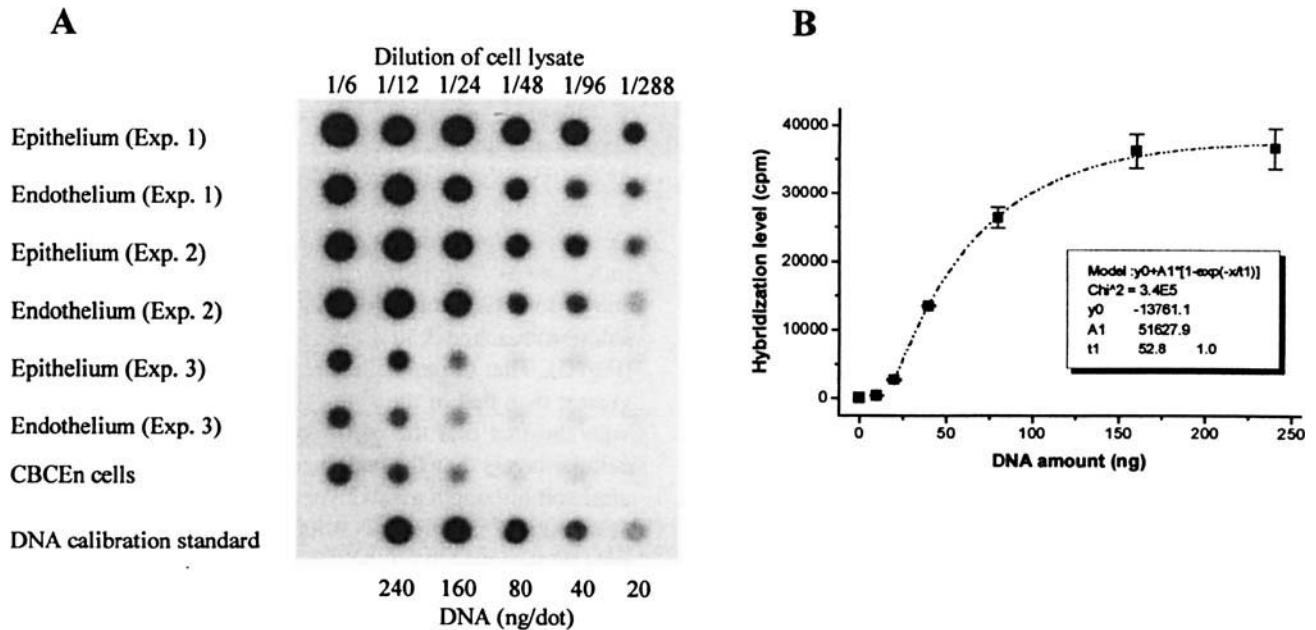 A
Dilution of cell lysate
1/6 1/12 1/24 1/48 1/96 1/288
Epithelium (Exp. 1)
Endothelium (Exp. 1)
Epithelium (Exp. 2)
Endothelium (Exp. 2)
Epithelium (Exp. 3)
Endothelium (Exp. 3)
CBCEn cells
DNA calibration standard
240 160 80 40 20
DNA (ng/dot)
B
Hybridization level (cpm)
40000
30000
20000
10000
0
Model :y0+A1*[1-exp(-x/t1)]
Chi^2 = 3.4E5
y0 -13761.1
A1 51627.9
t1 52.8 1.0
0 50 100 150 200 250
DNA amount (ng)